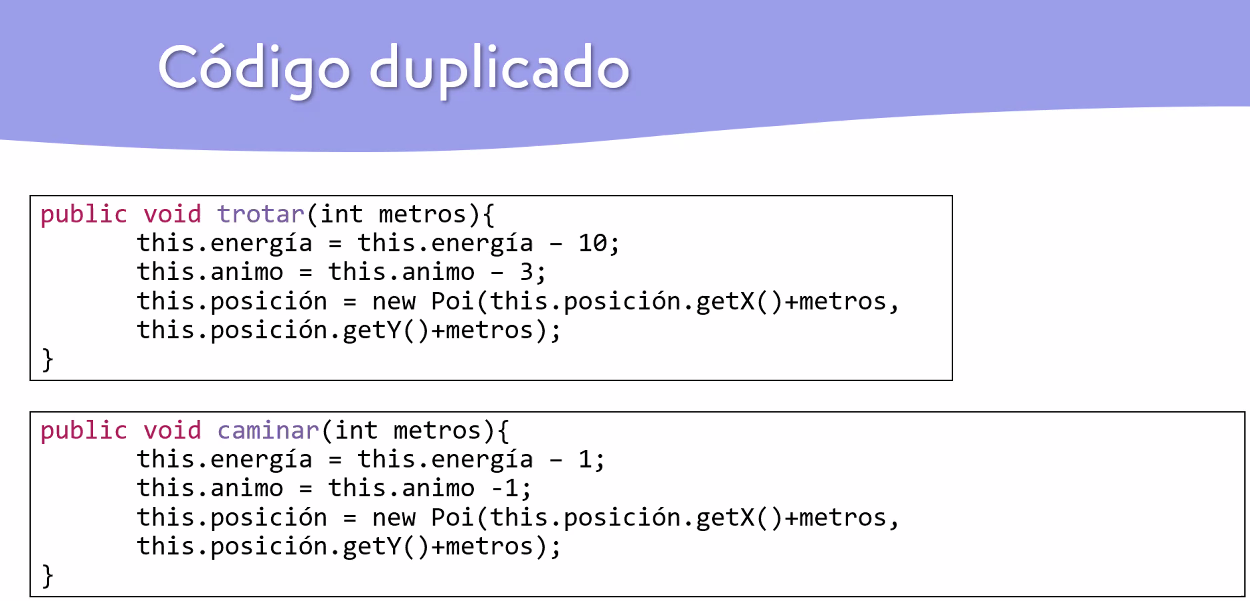 Código duplicado
public void trotar(int metros){
this.energía = this.energía – 10;
this.animo = this.animo – 3;
this.posición = new Poi(this.posición.getX()+metros,
this.posición.getY()+metros);
}
public void caminar(int metros){
this.energía = this.energía – 1;
this.animo = this.animo -1;
this.posición = new Poi(this.posición.getX()+metros,
this.posición.getY()+metros);
}